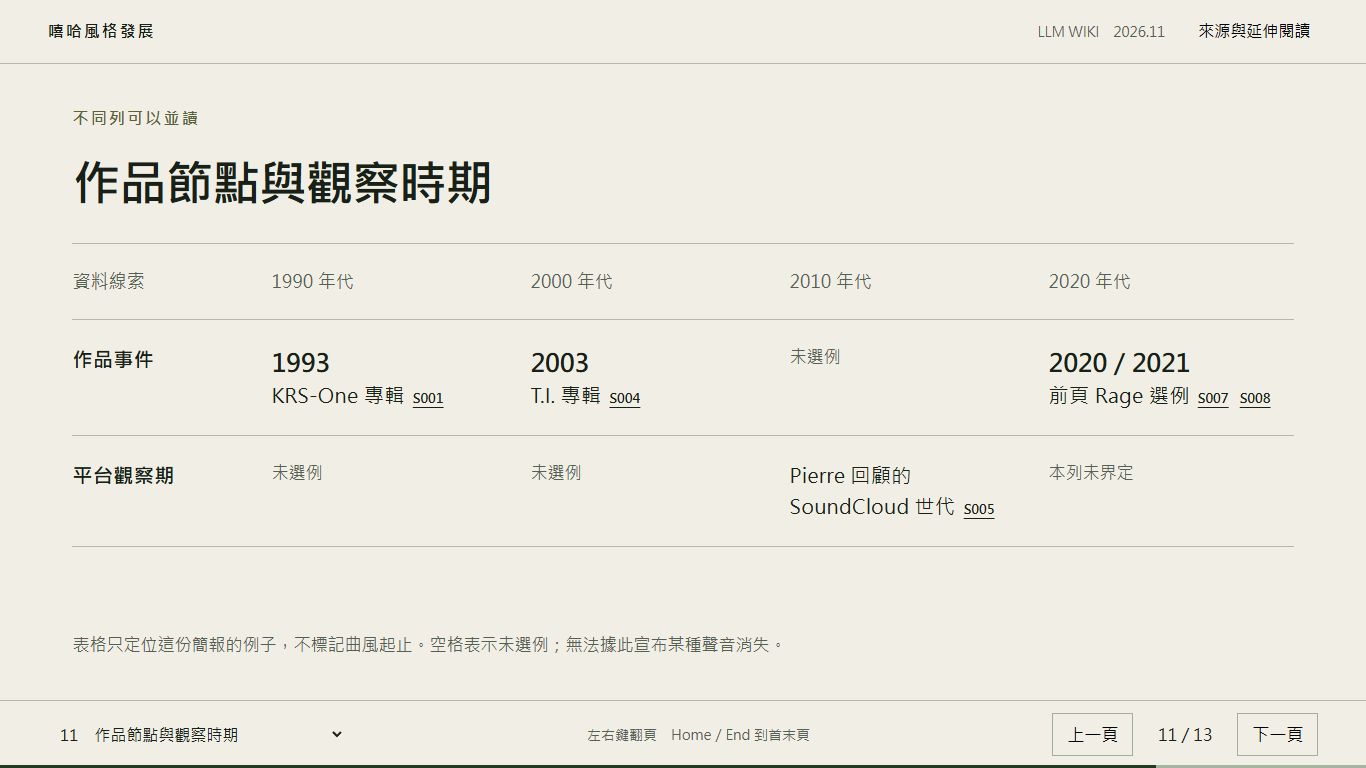 嘻哈風格發展
LLM WIKI 2026.11 來源與延伸閱讀
不同列可以並讀
作品節點與觀察時期
資料線索 1990 年代 2000 年代 2010 年代 2020 年代
作品事件 1993 2003 未選例 2020 / 2021
KRS-One 專輯 S001 T.I. 專輯 S004 前頁 Rage 選例 S007 S008
平台觀察期 未選例 未選例 Pierre 回顧的 本列未界定
SoundCloud 世代 S005
表格只定位這份簡報的例子，不標記曲風起止。空格表示未選例；無法據此宣布某種聲音消失。
11 作品節點與觀察時期 左右鍵翻頁 Home / End 到首末頁 上一頁 11 / 13 下一頁